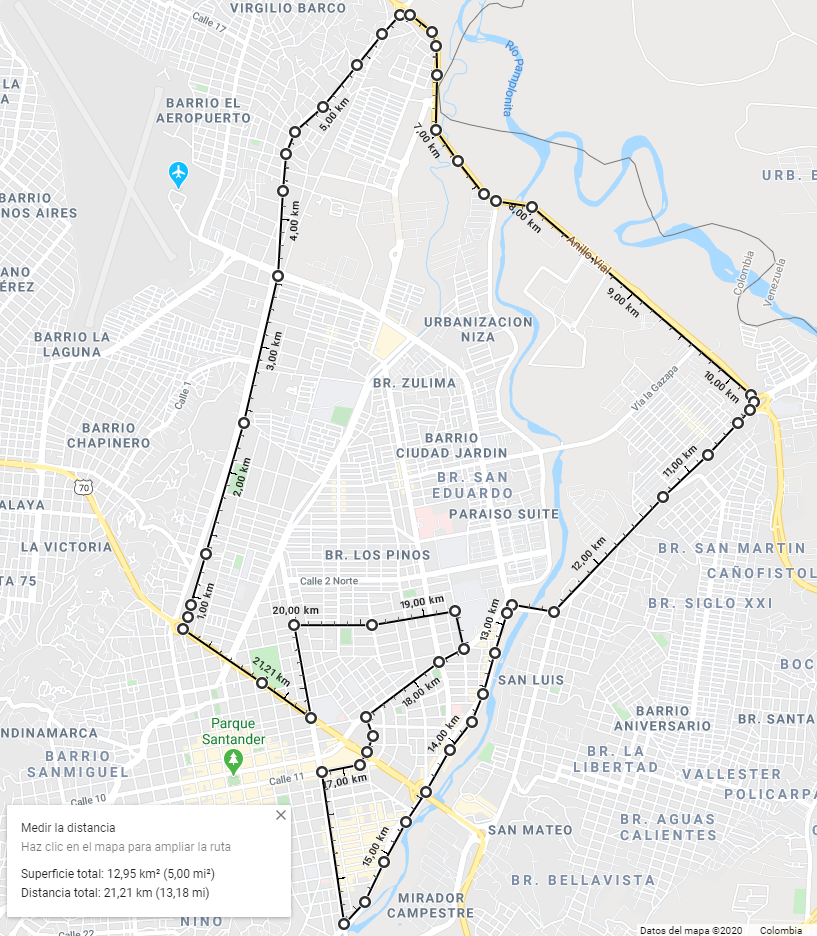 VIRGILIO BARCO
Calle 17
LA
A
BARRIO EL
AEROPUERTO
Río Pamplonita
5,00 km
7,00 km
URB. E
BARRIO
NOS AIRES
4,00 km
8,00 km
Anillo Vial
ANO
ÉREZ
Colombia
Venezuela
9,00 km
URBANIZACION
NIZA
BARRIO LA
LAGUNA
3,00 km
BR. ZULIMA
Calle 1
Vía la Gazapa
10,00 km
BARRIO
CHAPINERO
BARRIO
CIUDAD JARDIN
11,00 km
2,00 km
BR. SAN
EDUARDO
70
ALAYA
PARAISO SUITE
LA VICTORIA
BR. LOS PINOS
BR. SAN MARTIN
12,00 km
TA 75
Calle 2 Norte
CAÑOFISTOL
1,00 km
20,00 km
19,00 km
13,00 km
BR. SIGLO XXI
21,21 km
18,00 km
SAN LUIS
BOC
NDINAMARCA
Parque
Santander
BARRIO
ANIVERSARIO
BR. SANTA
14,00 km
BARRIO
SANMIGUEL
Calle 11
17,00 km
BR. LA
LIBERTAD
VALLESTER
POLICARPA
Calle 10
BR. AGUAS
CALIENTES
SAN MATEO
Medir la distancia
Haz clic en el mapa para ampliar la ruta
15,00 km
Superficie total: 12,95 km² (5,00 mi²)
Distancia total: 21,21 km (13,18 mi)
BR. BELLAVISTA
MIRADOR
CAMPESTRE
NIÑO
Calle 22
Datos del mapa ©2020 Colombia